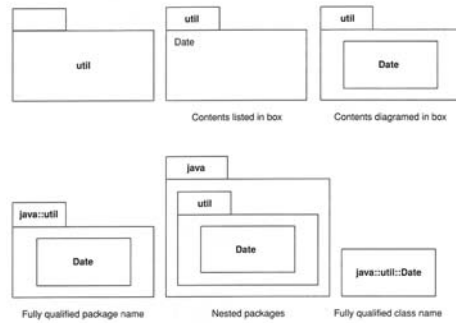 util
util
Date
Contents listed in box
util
Date
Contents diagramed in box
java::util
Date
Fully qualified package name
java
util
Date
Nested packages
java::util::Date
Fully qualified class name